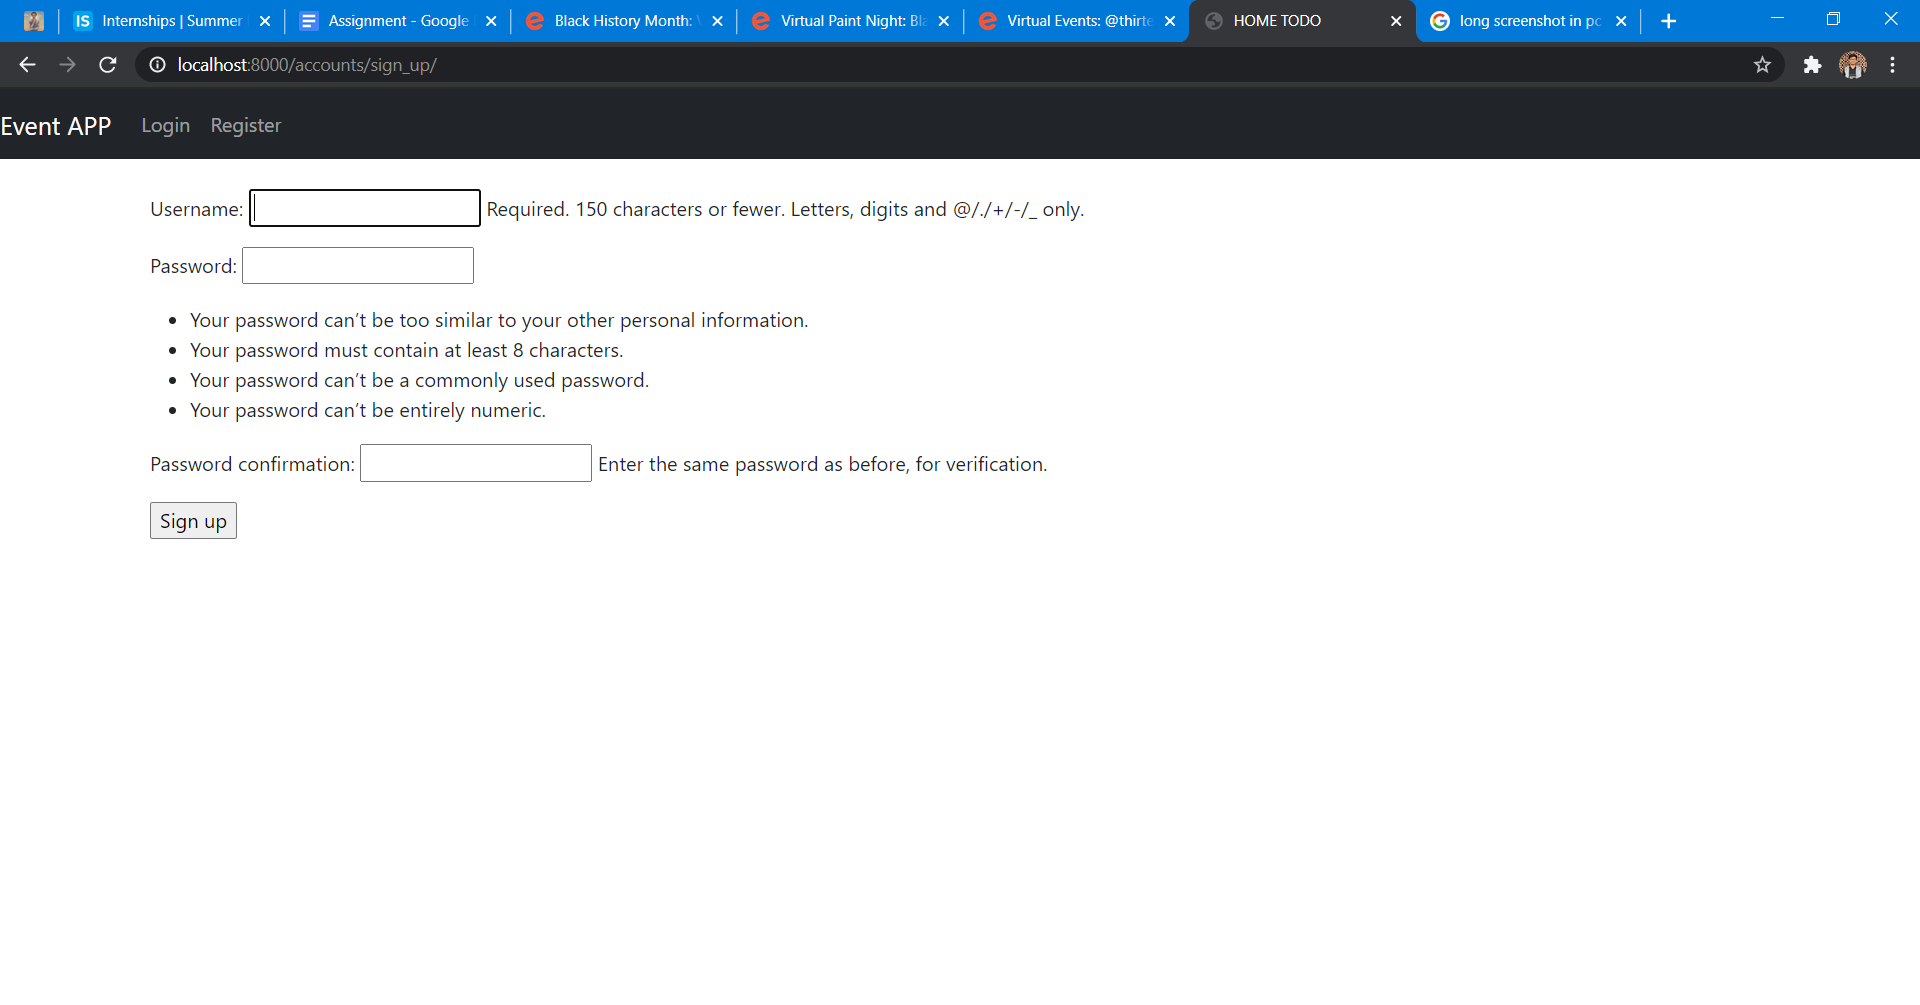 IS Internships | Summer
Assignment - Google
Black History Month:
Virtual Paint Night: Bla
Virtual Events: @thirte
HOME TODO
long screenshot in pc
localhost:8000/accounts/sign_up/
Event APP Login Register
Username: Required. 150 characters or fewer. Letters, digits and @/./+/-/_ only.
Password:
• Your password can’t be too similar to your other personal information.
• Your password must contain at least 8 characters.
• Your password can’t be a commonly used password.
• Your password can’t be entirely numeric.
Password confirmation: Enter the same password as before, for verification.
Sign up